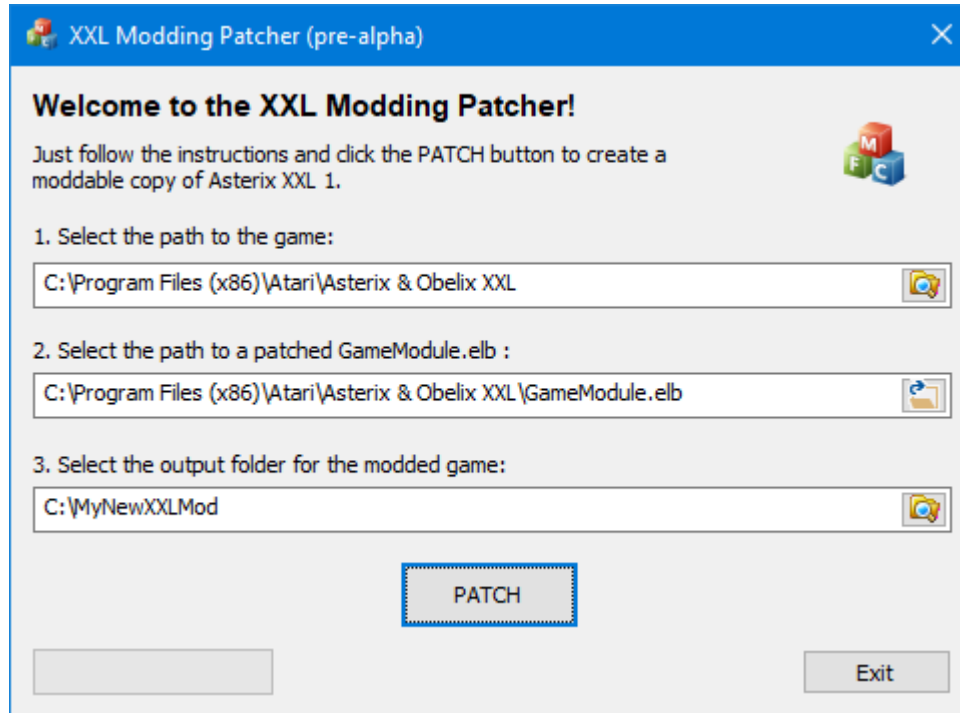 XXL Modding Patcher (pre-alpha)
Welcome to the XXL Modding Patcher!
Just follow the instructions and click the PATCH button to create a
moddable copy of Asterix XXL 1.
M
F
C
1. Select the path to the game:
C:\Program Files (x86)\Atari\Asterix & Obelix XXL
2. Select the path to a patched GameModule.elb :
C:\Program Files (x86)\Atari\Asterix & Obelix XXL\GameModule.elb
3. Select the output folder for the modded game:
C:\MyNewXXLMod
PATCH
Exit